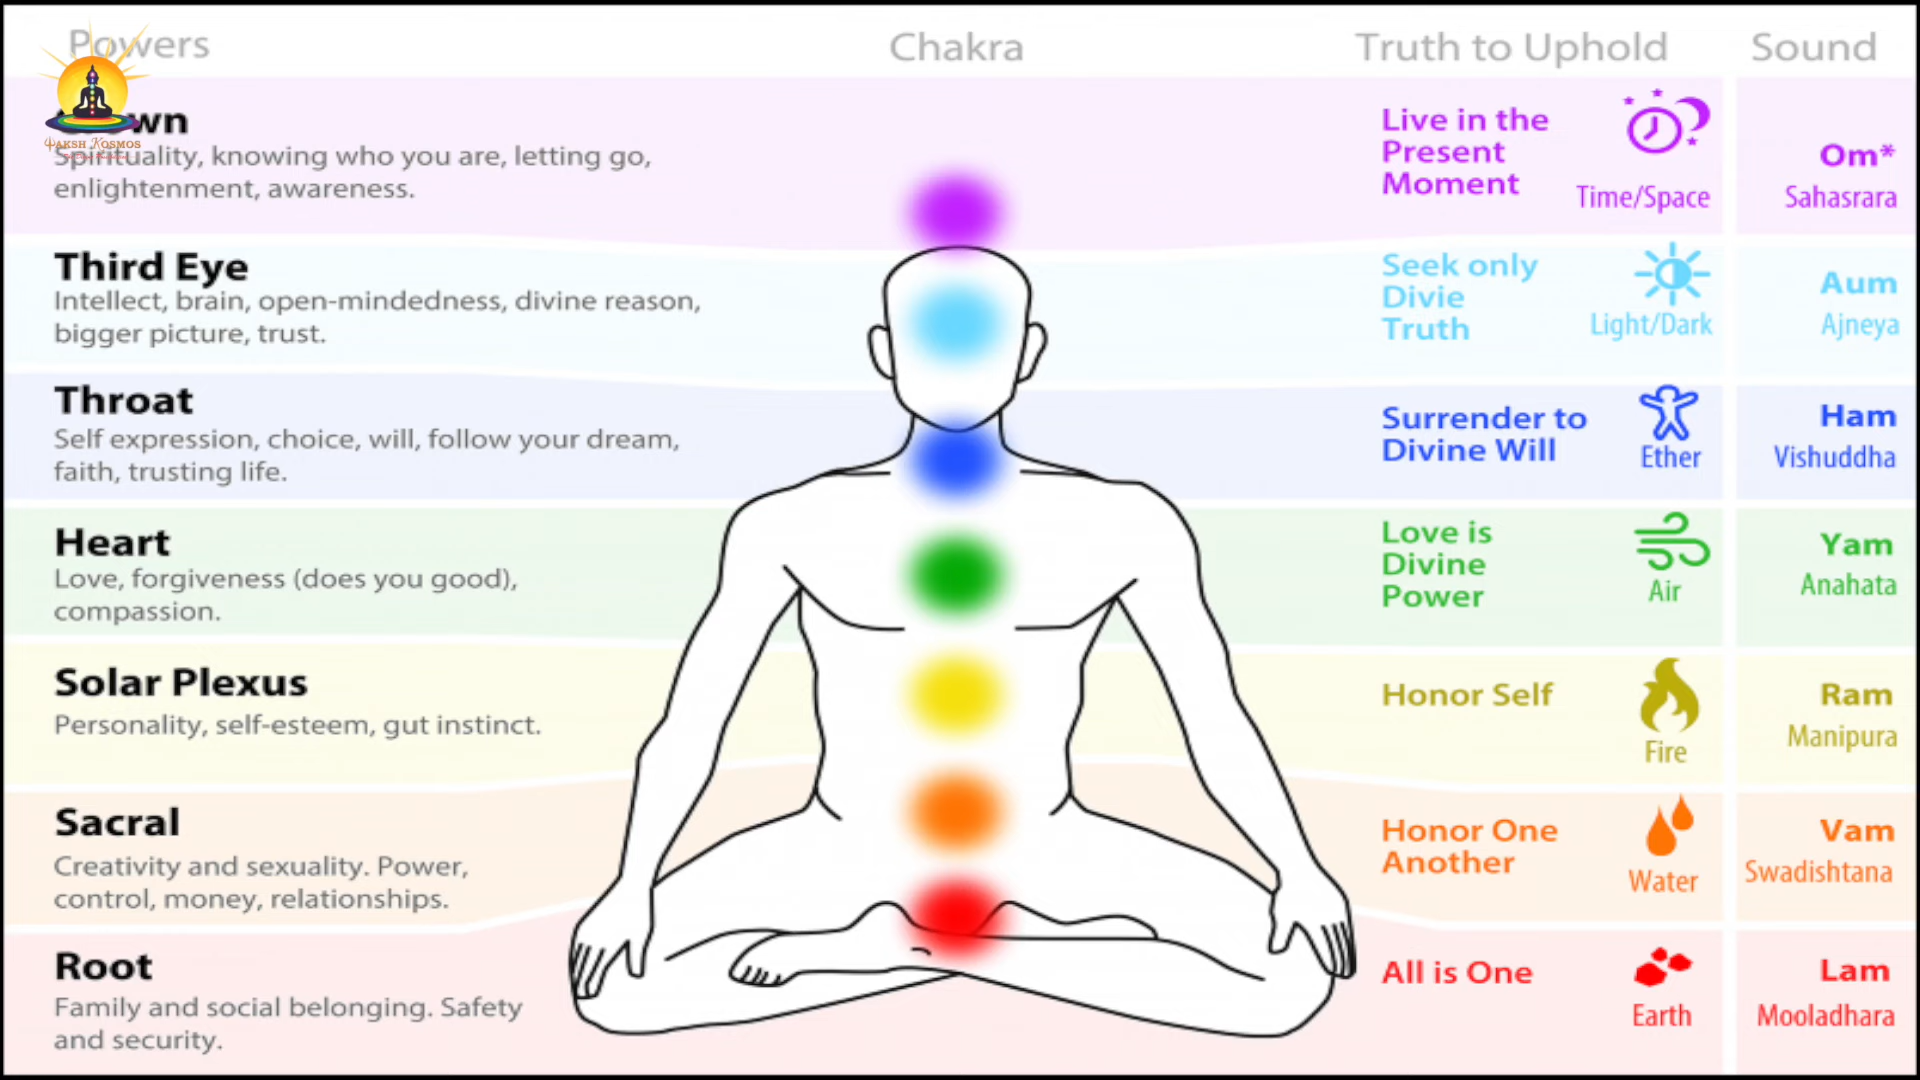 Powers
Chakra
Truth to Uphold
Sound
Spirituality, knowing who you are, letting go,
enlightenment, awareness.
Live in the
Present
Moment
Time/Space
Om*
Sahasrara
Third Eye
Intellect, brain, open-mindedness, divine reason,
bigger picture, trust.
Seek only
Divie
Truth
Light/Dark
Aum
Ajneya
Throat
Self expression, choice, will, follow your dream,
faith, trusting life.
Surrender to
Divine Will
Ether
Ham
Vishuddha
Heart
Love, forgiveness (does you good),
compassion.
Love is
Divine
Power
Air
Yam
Anahata
Solar Plexus
Personality, self-esteem, gut instinct.
Honor Self
Fire
Ram
Manipura
Sacral
Creativity and sexuality. Power,
control, money, relationships.
Honor One
Another
Water
Vam
Swadishtana
Root
Family and social belonging. Safety
and security.
All is One
Earth
Lam
Mooladhara